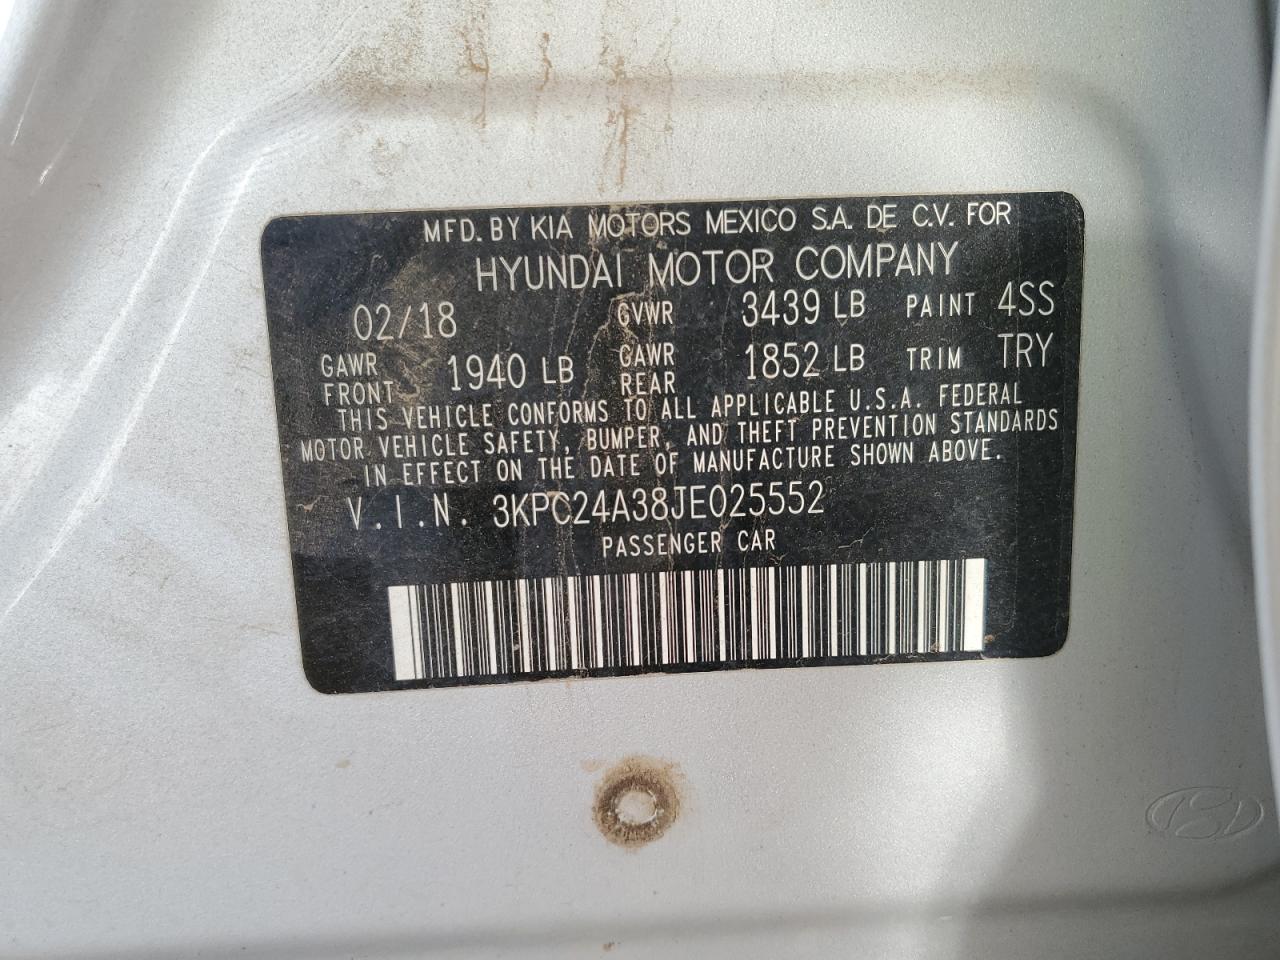 MFD. BY KIA MOTORS MEXICO S.A. DE C.V. FOR
HYUNDAI MOTOR COMPANY
02/18 GVWR 3439 LB PAINT 4SS
GAWR FRONT 1940 LB GAWR REAR 1852 LB TRIM TRY
THIS VEHICLE CONFORMS TO ALL APPLICABLE U.S.A. FEDERAL
MOTOR VEHICLE SAFETY, BUMPER, AND THEFT PREVENTION STANDARDS
IN EFFECT ON THE DATE OF MANUFACTURE SHOWN ABOVE.
V.I.N. 3KPC24A38JE025552
PASSENGER CAR